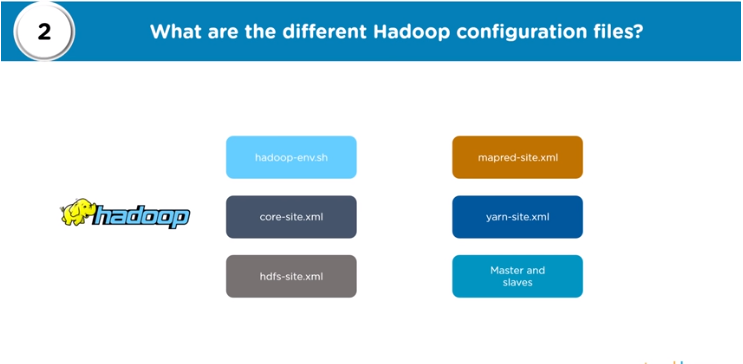 2
What are the different Hadoop configuration files?
hadoop-env.sh
mapred-site.xml
hadoop
core-site.xml
yarn-site.xml
hdfs-site.xml
Master and
slaves